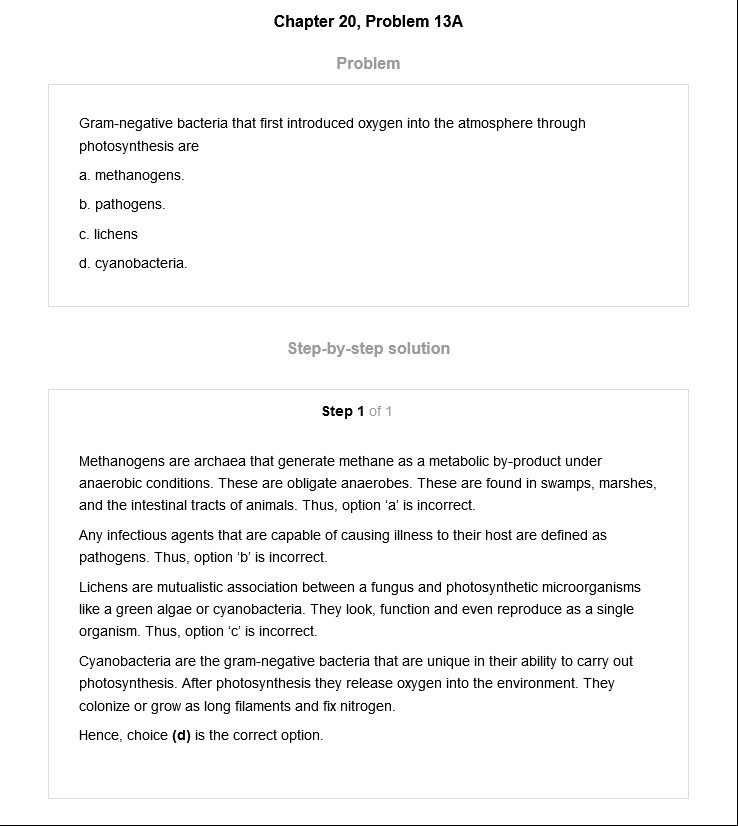 Chapter 20, Problem 13A
Problem
Gram-negative bacteria that first introduced oxygen into the atmosphere through
photosynthesis are
a. methanogens.
b. pathogens.
c. lichens
d. cyanobacteria.
Step-by-step solution
Step 1 of 1
Methanogens are archaea that generate methane as a metabolic by-product under
anaerobic conditions. These are obligate anaerobes. These are found in swamps, marshes,
and the intestinal tracts of animals. Thus, option ‘a’ is incorrect.
Any infectious agents that are capable of causing illness to their host are defined as
pathogens. Thus, option ‘b’ is incorrect.
Lichens are mutualistic association between a fungus and photosynthetic microorganisms
like a green algae or cyanobacteria. They look, function and even reproduce as a single
organism. Thus, option ‘c’ is incorrect.
Cyanobacteria are the gram-negative bacteria that are unique in their ability to carry out
photosynthesis. After photosynthesis they release oxygen into the environment. They
colonize or grow as long filaments and fix nitrogen.
Hence, choice (d) is the correct option.